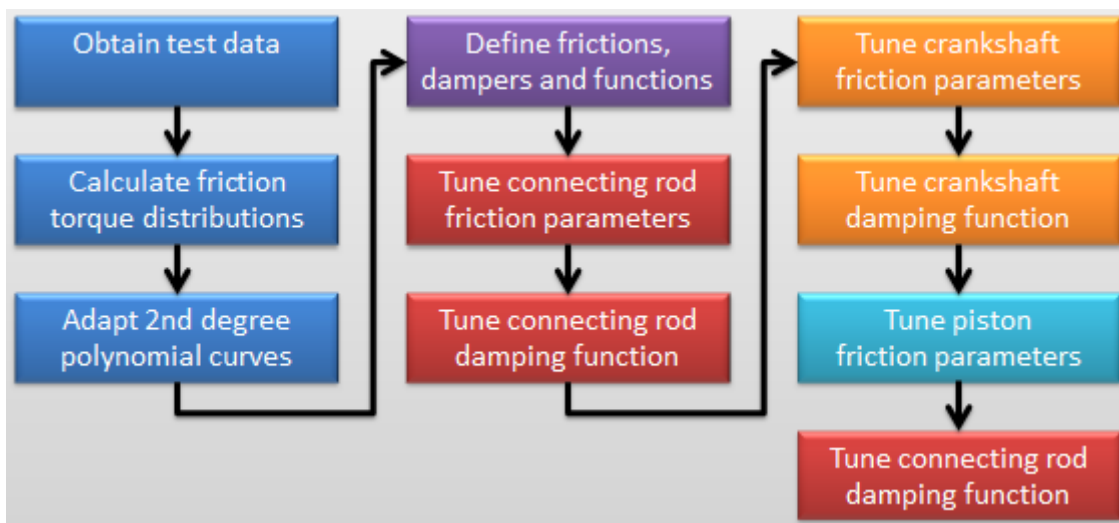 Obtain test data
Calculate friction
torque distributions
Adapt 2nd degree
polynomial curves
Define frictions,
dampers and functions
Tune connecting rod
friction parameters
Tune connecting rod
damping function
Tune crankshaft
friction parameters
Tune crankshaft
damping function
Tune piston
friction parameters
Tune connecting rod
damping function